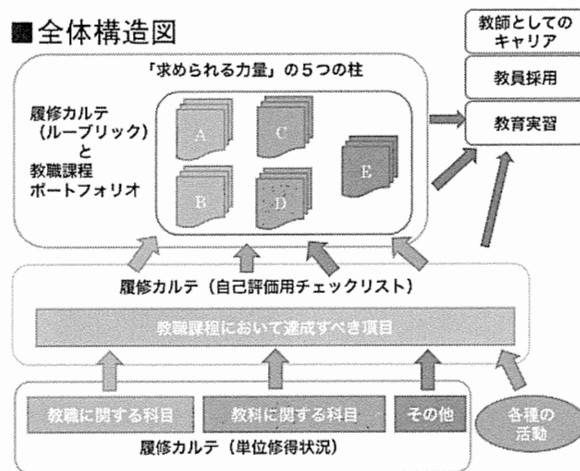 ■全体構造図
教師としての
キャリア
教員採用
教育実習
「求められる力量」の５つの柱
履修カルテ
（ルーブリック）
と
教職課程
ポートフォリオ
A
C
E
B
D
履修カルテ（自己評価用チェックリスト）
教職課程において達成すべき項目
教職に関する科目
教科に関する科目
その他
各種の
活動
履修カルテ（単位修得状況）